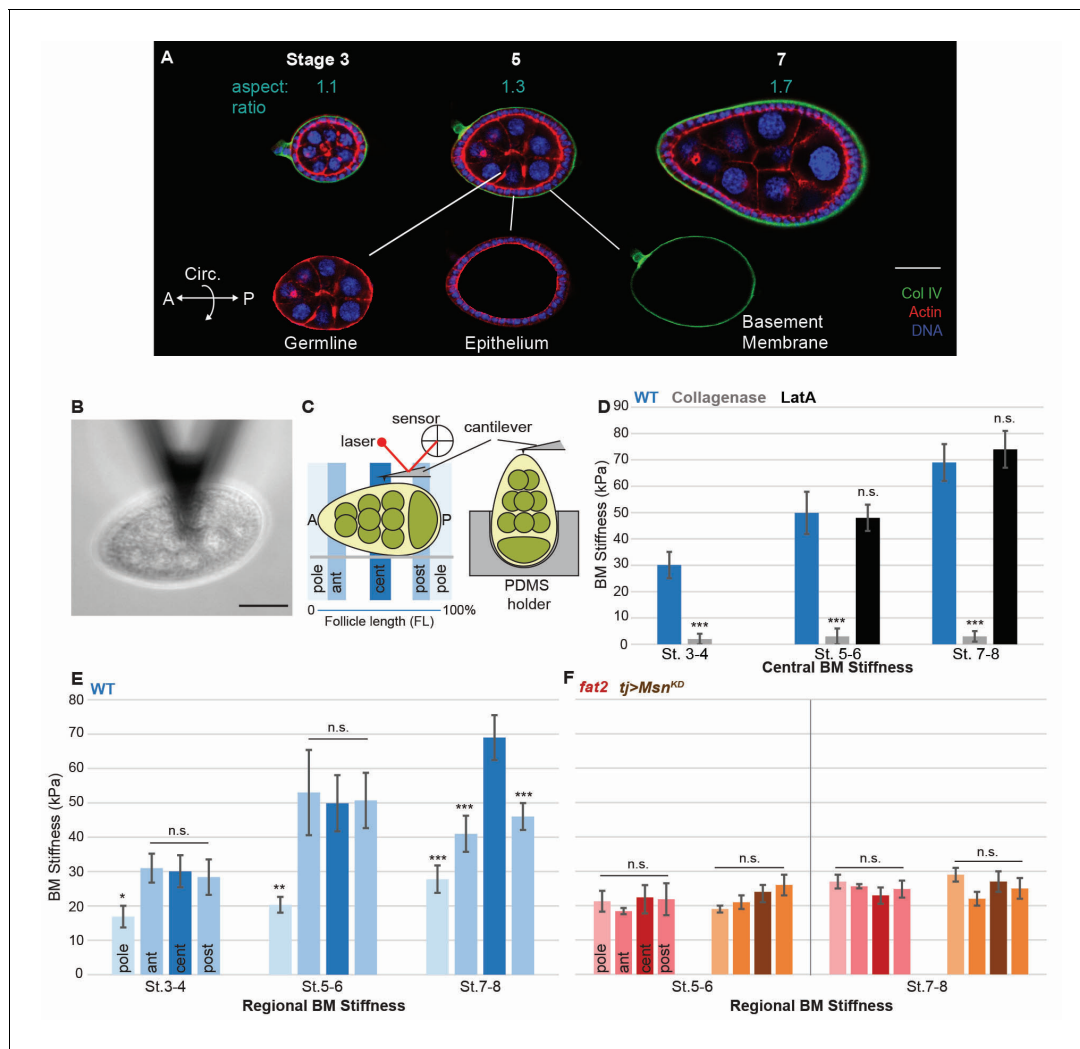 A
Stage 3 5 7
aspect: 1.1 1.3 1.7
ratio
Circ.
A P
Germline
Epithelium
Basement
Membrane
Col IV
Actin
DNA
B
C
sensor
laser
cantilever
A P
pole ant cent post pole
0 100%
Follicle length (FL)
PDMS
holder
D WT Collagenase LatA
BM Stiffness (kPa)
90
80
70
60
50
40
30
20
10
0
***
***
n.s.
***
n.s.
St. 3-4 St. 5-6 St. 7-8
Central BM Stiffness
E WT
BM Stiffness (kPa)
80
70
60
50
40
30
20
10
0
*
n.s.
**
n.s.
***
***
***
pole ant cent post
St.3-4 St.5-6 St.7-8
Regional BM Stiffness
F fat2 tj>MsnKD
n.s. n.s. n.s. n.s.
pole ant cent post
St.5-6 St.7-8
Regional BM Stiffness